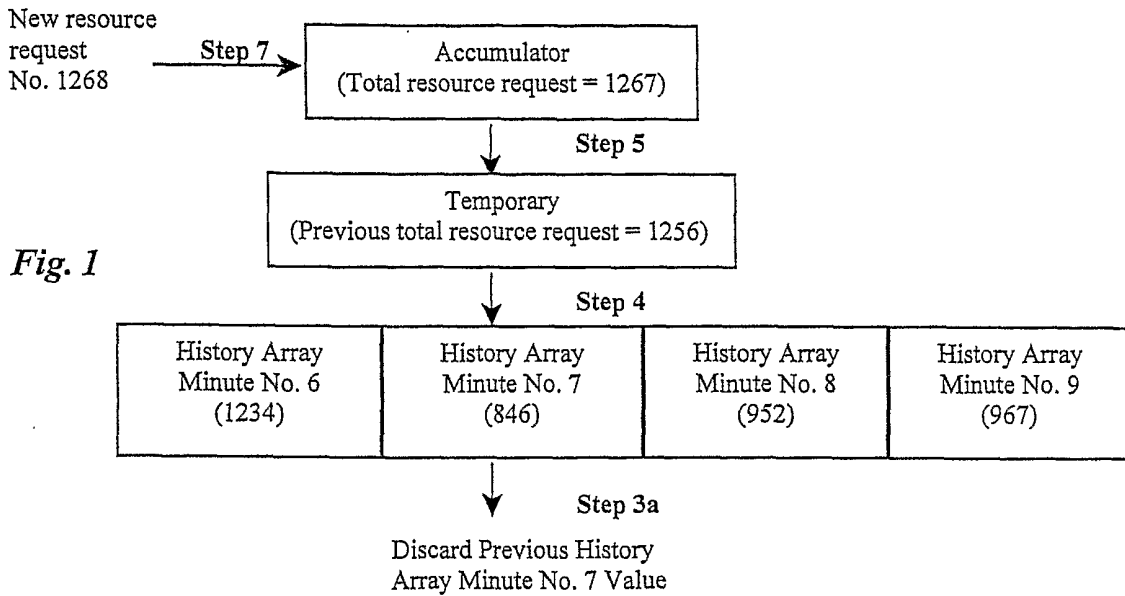 New resource
request
No. 1268
Step 7
Accumulator
(Total resource request = 1267)
Step 5
Temporary
(Previous total resource request = 1256)
Fig. 1
Step 4
History Array
Minute No. 6
(1234)
History Array
Minute No. 7
(846)
History Array
Minute No. 8
(952)
History Array
Minute No. 9
(967)
Step 3a
Discard Previous History
Array Minute No. 7 Value